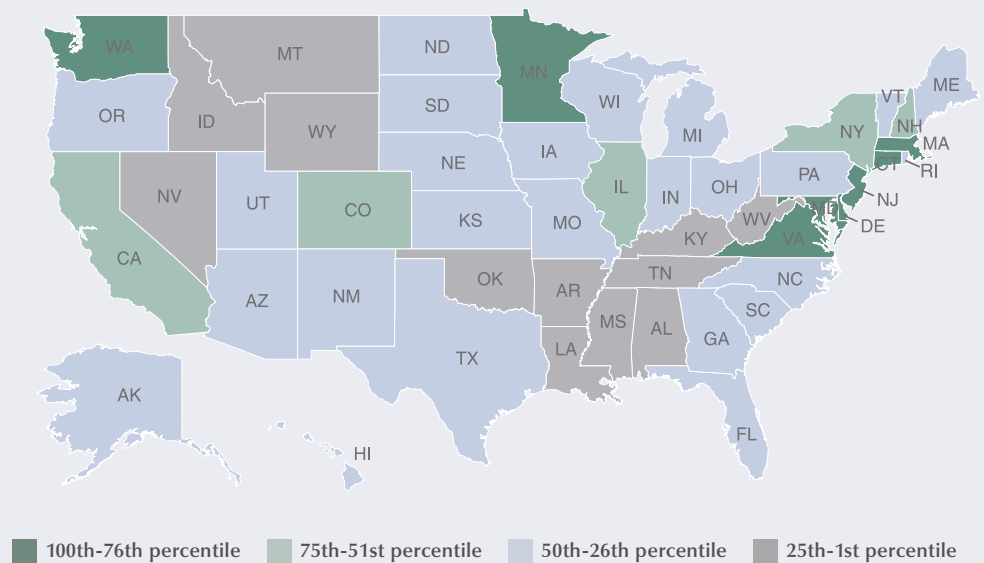 WA
MT
ND
MN
OR
ID
WY
SD
WI
MI
VT
ME
NY
NH
MA
CT
RI
NV
UT
CO
NE
IA
IL
IN
OH
PA
NJ
MD
DE
CA
KS
MO
WV
VA
KY
AZ
NM
OK
AR
TN
NC
SC
TX
LA
MS
AL
GA
AK
HI
FL
100th-76th percentile
75th-51st percentile
50th-26th percentile
25th-1st percentile